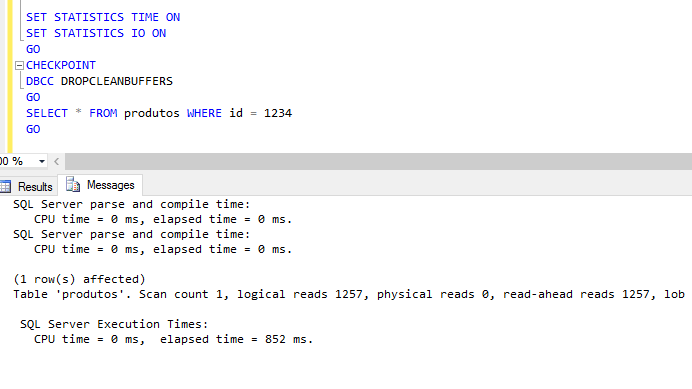 SET STATISTICS TIME ON
SET STATISTICS IO ON
GO
CHECKPOINT
DBCC DROPCLEANBUFFERS
GO
SELECT * FROM produtos WHERE id = 1234
GO
00 %
Results Messages
SQL Server parse and compile time:
CPU time = 0 ms, elapsed time = 0 ms.
SQL Server parse and compile time:
CPU time = 0 ms, elapsed time = 0 ms.
(1 row(s) affected)
Table 'produtos'. Scan count 1, logical reads 1257, physical reads 0, read-ahead reads 1257, lob
SQL Server Execution Times:
CPU time = 0 ms,  elapsed time = 852 ms.